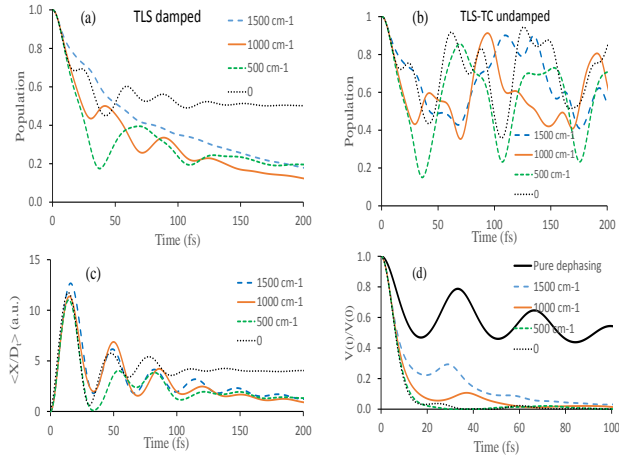 (a) TLS damped
1500 cm-1
1000 cm-1
500 cm-1
0
Population
1.0
0.8
0.6
0.4
0.2
0.0
0 50 100 150 200
Time (fs)
(b) TLS-TC undamped
1500 cm-1
1000 cm-1
500 cm-1
0
Population
1.0
0.8
0.6
0.4
0.2
0
0 50 100 150 200
Time (fs)
(c)
1500 cm-1
1000 cm-1
500 cm-1
0
15
10
5
0
0 50 100 150 200
Time (fs)
(d)
Pure dephasing
1500 cm-1
1000 cm-1
500 cm-1
0
V(t)/V(0)
1.0
0.8
0.6
0.4
0.2
0.0
0 20 40 60 80 100
Time (fs)